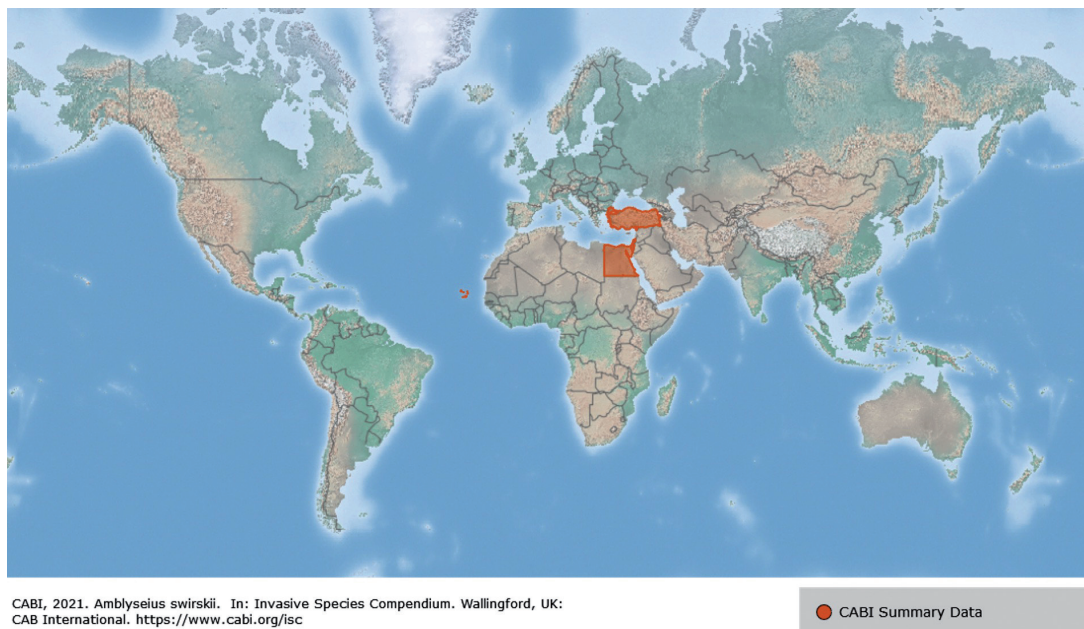 CABI, 2021. Amblyseius swirskii.  In: Invasive Species Compendium. Wallingford, UK:
CAB International. https://www.cabi.org/isc
CABI Summary Data